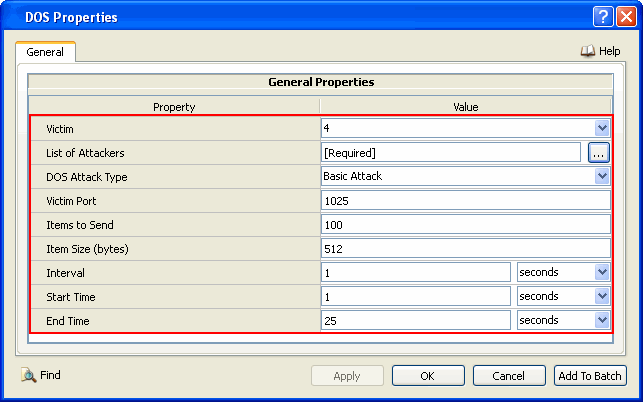 DOS Properties
General
Help
General Properties
Property Value
Victim 4
List of Attackers [Required] ...
DOS Attack Type Basic Attack
Victim Port 1025
Items to Send 100
Item Size (bytes) 512
Interval 1 seconds
Start Time 1 seconds
End Time 25 seconds
Find Apply OK Cancel Add To Batch